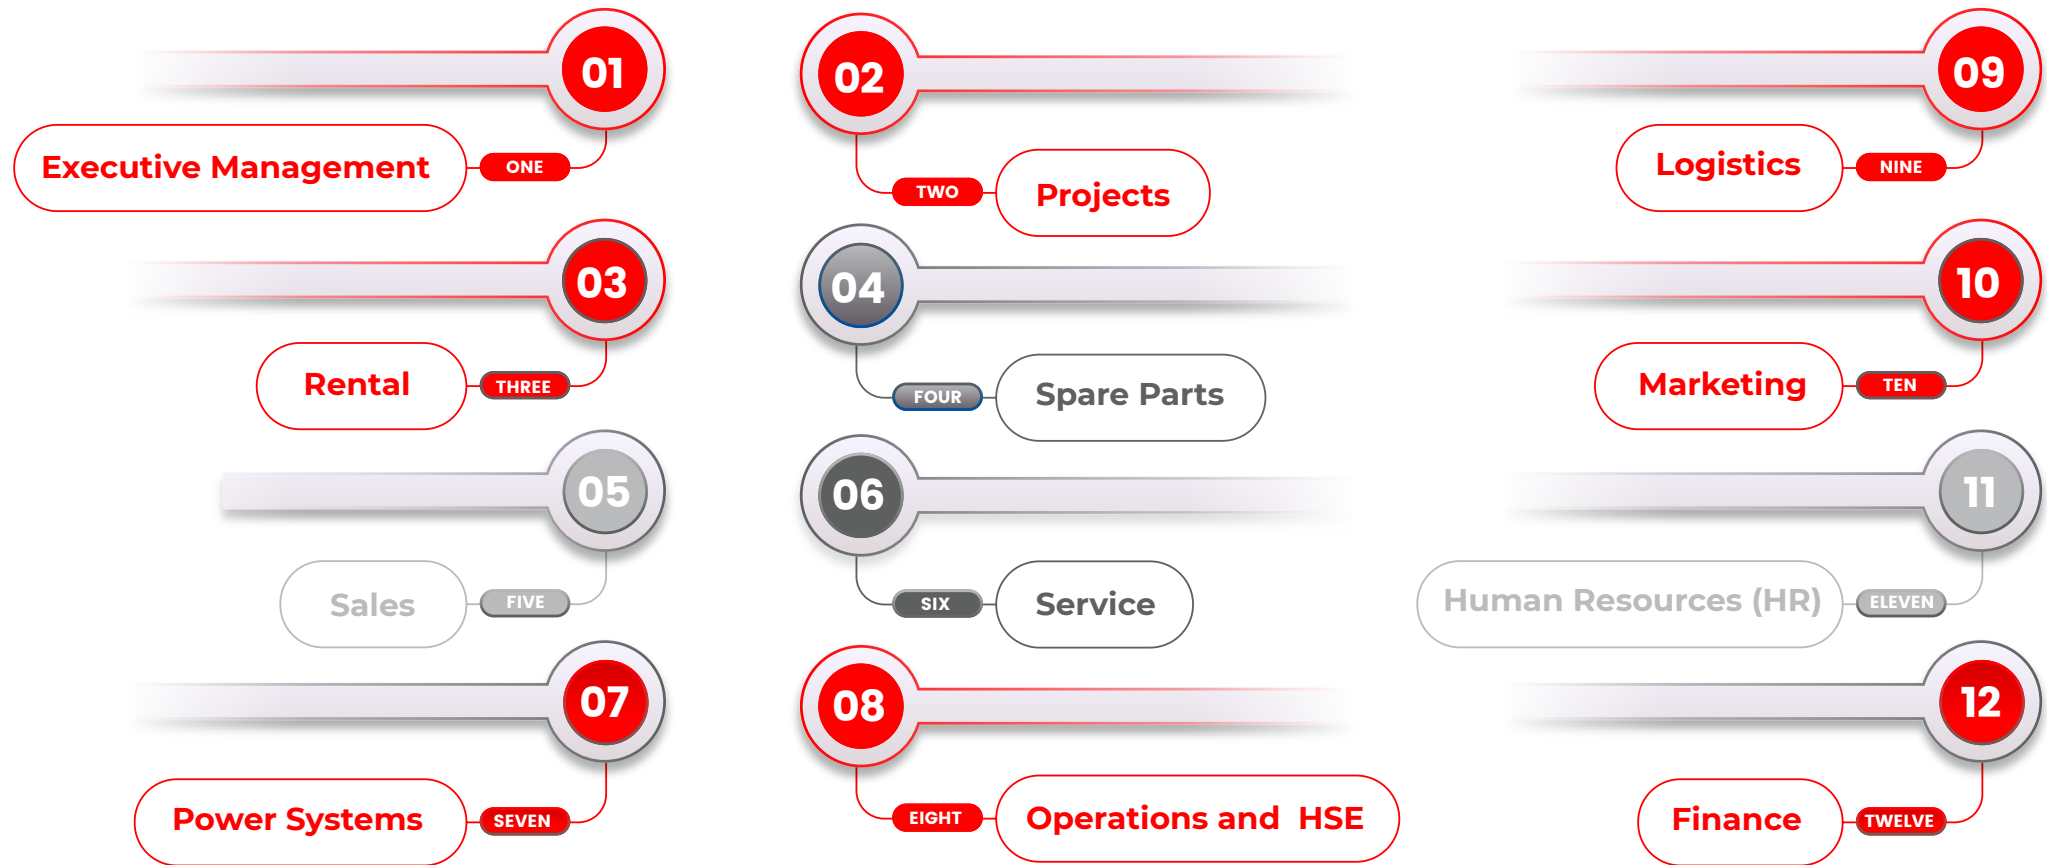 01
Executive Management
ONE
02
TWO
Projects
03
Rental
THREE
04
FOUR
Spare Parts
05
Sales
FIVE
06
SIX
Service
07
Power Systems
SEVEN
08
EIGHT
Operations and  HSE
09
Logistics
NINE
10
Marketing
TEN
11
Human Resources (HR)
ELEVEN
12
Finance
TWELVE